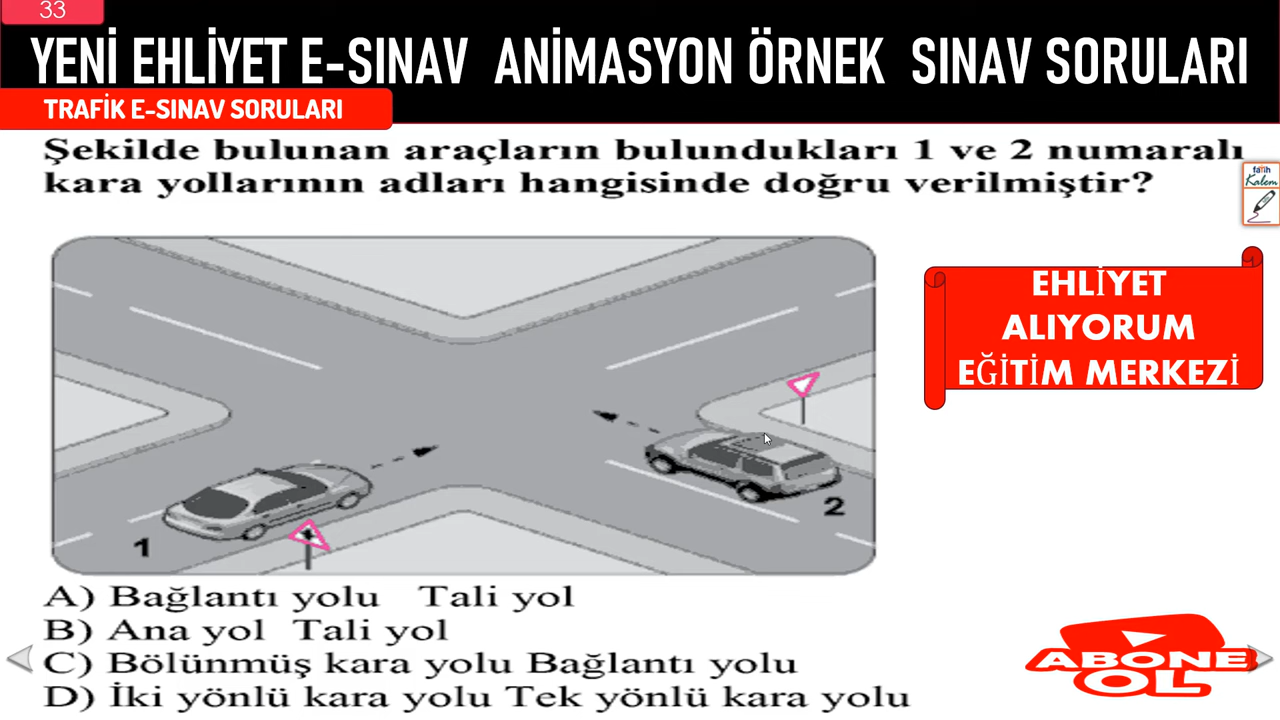 33
YENİ EHLİYET E-SINAV ANİMASYON ÖRNEK SINAV SORULARI
TRAFİK E-SINAV SORULARI
Şekilde bulunan araçların bulundukları 1 ve 2 numaralı
kara yollarının adları hangisinde doğru verilmiştir?
fatih
Kalem
EHLİYET
ALIYORUM
EĞİTİM MERKEZİ
1
2
A) Bağlantı yolu Tali yol
B) Ana yol Tali yol
C) Bölünmüş kara yolu Bağlantı yolu
D) İki yönlü kara yolu Tek yönlü kara yolu
ABONE
OL